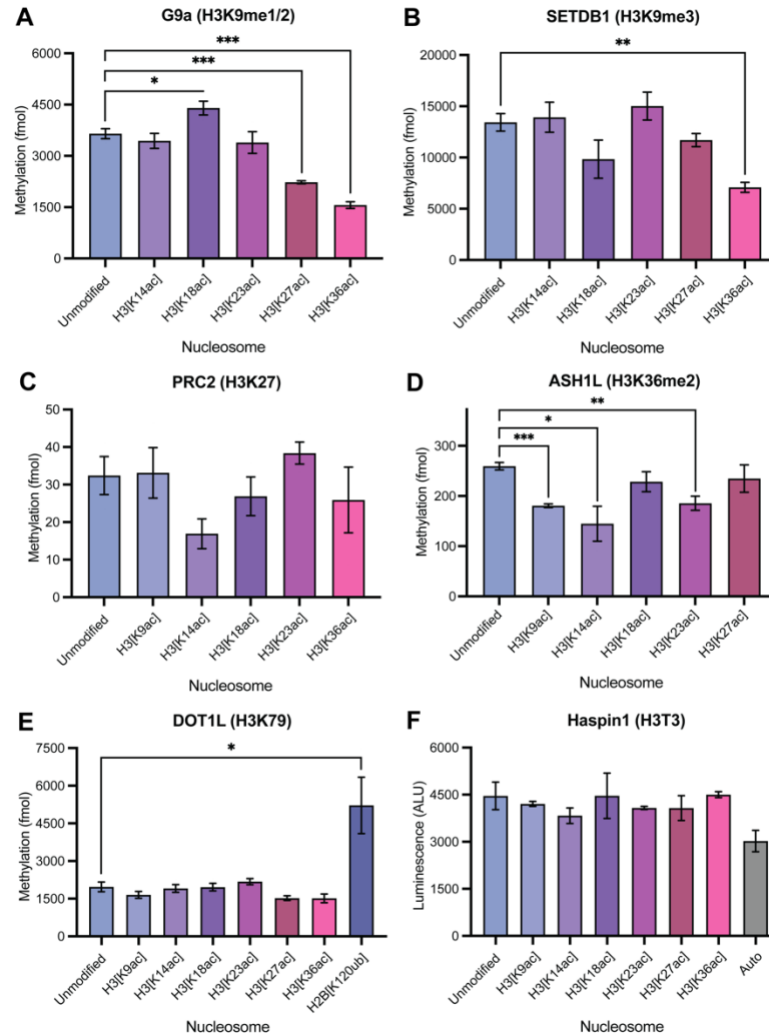 A
G9a (H3K9me1/2)
***
***
*
Methylation (fmol)
6000
4500
3000
1500
0
Unmodified
H3[K14ac]
H3[K18ac]
H3[K23ac]
H3[K27ac]
H3[K36ac]
Nucleosome
B
SETDB1 (H3K9me3)
**
Methylation (fmol)
20000
15000
10000
5000
0
Unmodified
H3[K14ac]
H3[K18ac]
H3[K23ac]
H3[K27ac]
H3[K36ac]
Nucleosome
C
PRC2 (H3K27)
Methylation (fmol)
50
40
30
20
10
0
Unmodified
H3[K9ac]
H3[K14ac]
H3[K18ac]
H3[K23ac]
H3[K36ac]
Nucleosome
D
ASH1L (H3K36me2)
**
*
***
Methylation (fmol)
300
200
100
0
Unmodified
H3[K9ac]
H3[K14ac]
H3[K18ac]
H3[K23ac]
H3[K27ac]
Nucleosome
E
DOT1L (H3K79)
*
Methylation (fmol)
7500
6000
4500
3000
1500
0
Unmodified
H3[K9ac]
H3[K14ac]
H3[K18ac]
H3[K23ac]
H3[K27ac]
H3[K36ac]
H2B[K120ub]
Nucleosome
F
Haspin1 (H3T3)
Luminescence (ALU)
6000
4500
3000
1500
0
Unmodified
H3[K9ac]
H3[K14ac]
H3[K18ac]
H3[K23ac]
H3[K27ac]
H3[K36ac]
Auto
Nucleosome